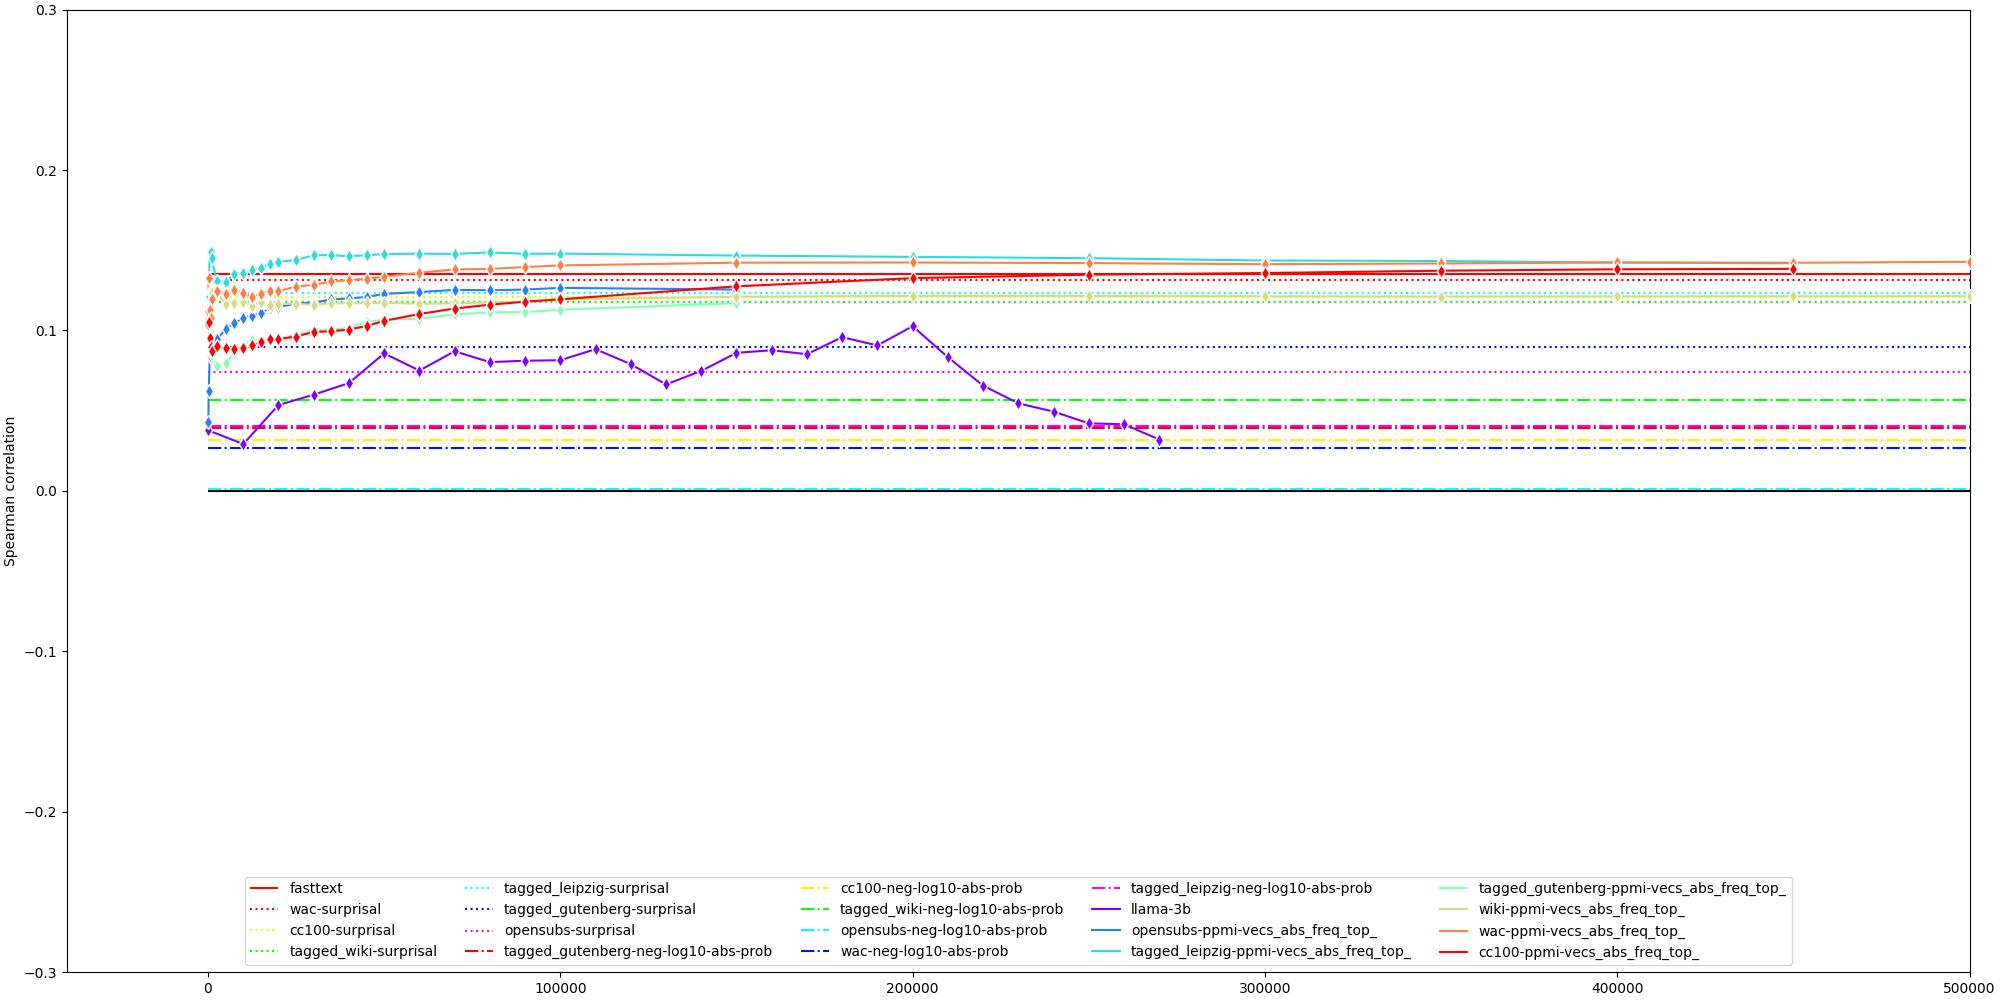 0.3
0.2
0.1
0.0
−0.1
−0.2
−0.3
Spearman correlation
fasttext
wac-surprisal
cc100-surprisal
tagged_wiki-surprisal
tagged_leipzig-surprisal
tagged_gutenberg-surprisal
opensubs-surprisal
tagged_gutenberg-neg-log10-abs-prob
cc100-neg-log10-abs-prob
tagged_wiki-neg-log10-abs-prob
opensubs-neg-log10-abs-prob
wac-neg-log10-abs-prob
tagged_leipzig-neg-log10-abs-prob
llama-3b
opensubs-ppmi-vecs_abs_freq_top_
tagged_leipzig-ppmi-vecs_abs_freq_top_
tagged_gutenberg-ppmi-vecs_abs_freq_top_
wiki-ppmi-vecs_abs_freq_top_
wac-ppmi-vecs_abs_freq_top_
cc100-ppmi-vecs_abs_freq_top_
0 100000 200000 300000 400000 500000